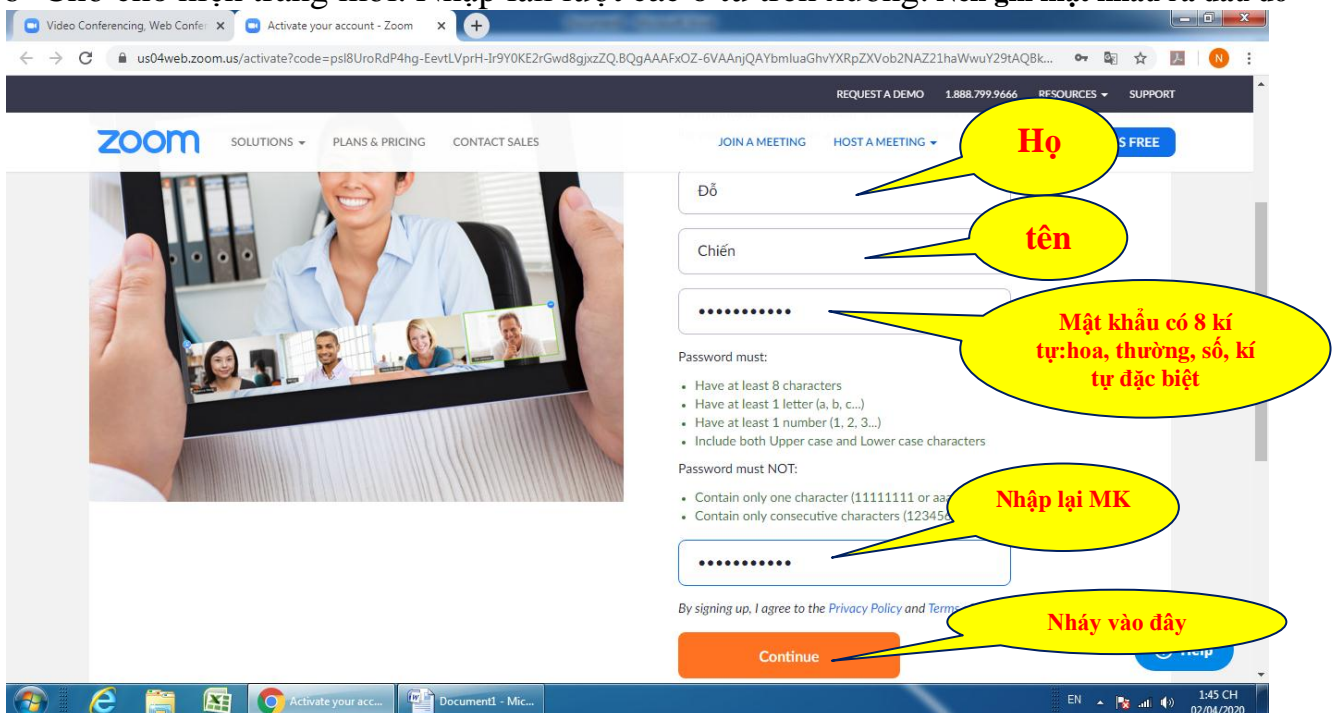 Video Conferencing, Web Confer
Activate your account - Zoom
us04web.zoom.us/activate?code=psl8UroRdP4hg-EevtLVprH-Ir9Y0KE2rGwd8gjxzZQ.BQgAAAFxOZ-6VAAnjQAYbmluaGhvYXRpZXVob2NAZ21haWwuY29tAQBk...
REQUEST A DEMO 1.888.799.9666 RESOURCES SUPPORT
zoom SOLUTIONS PLANS & PRICING CONTACT SALES JOIN A MEETING HOST A MEETING S FREE
Họ
Đỗ
tên
Chiến
Mật khẩu có 8 kí
tự:hoa, thường, số, kí
tự đặc biệt
•••••••••••
Password must:
• Have at least 8 characters
• Have at least 1 letter (a, b, c...)
• Have at least 1 number (1, 2, 3...)
• Include both Upper case and Lower case characters
Password must NOT:
• Contain only one character (11111111 or
• Contain only consecutive characters
Nhập lại MK
•••••••••••
By signing up, I agree to the Privacy Policy and
Nháy vào đây
Continue
Help
Activate your acc...
Document1 - Mic...
EN
1:45 CH
02/04/2020